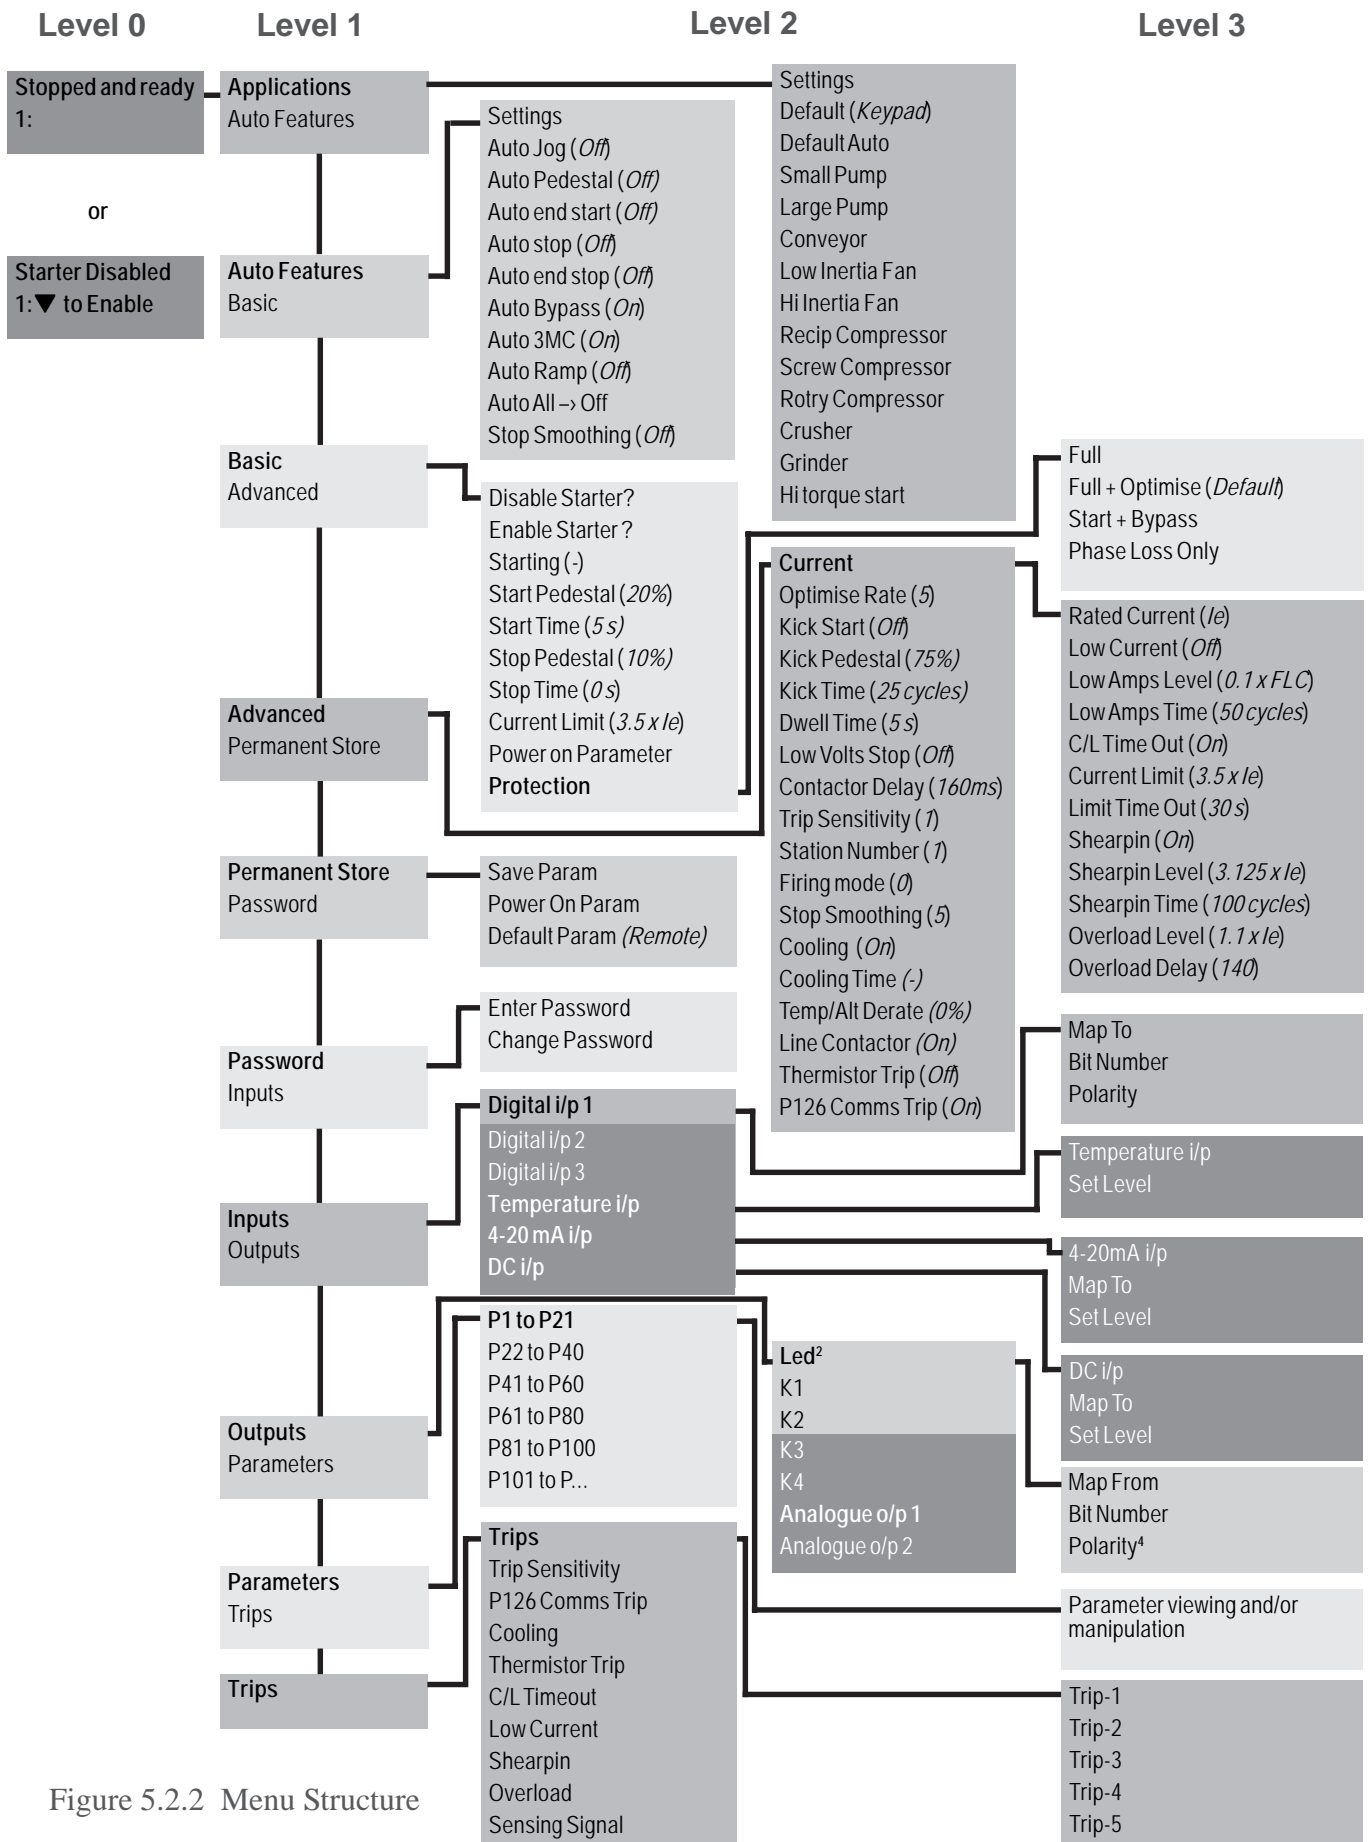 Level 0
Level 1
Level 2
Level 3
Stopped and ready
1:
or
Starter Disabled
1:▼ to Enable
Applications
Auto Features
Auto Features
Basic
Basic
Advanced
Advanced
Permanent Store
Permanent Store
Password
Password
Inputs
Inputs
Outputs
Outputs
Parameters
Parameters
Trips
Trips
Settings
Auto Jog (Off)
Auto Pedestal (Off)
Auto end start (Off)
Auto stop (Off)
Auto end stop (Off)
Auto Bypass (On)
Auto 3MC (On)
Auto Ramp (Off)
Auto All –> Off
Stop Smoothing (Off)
Disable Starter?
Enable Starter ?
Starting (-)
Start Pedestal (20%)
Start Time (5 s)
Stop Pedestal (10%)
Stop Time (0 s)
Current Limit (3.5 x Ie)
Power on Parameter
Protection
Save Param
Power On Param
Default Param (Remote)
Enter Password
Change Password
Digital i/p 1
Digital i/p 2
Digital i/p 3
Temperature i/p
4-20 mA i/p
DC i/p
P1 to P21
P22 to P40
P41 to P60
P61 to P80
P81 to P100
P101 to P...
Trips
Trip Sensitivity
P126 Comms Trip
Cooling
Thermistor Trip
C/L Timeout
Low Current
Shearpin
Overload
Sensing Signal
Settings
Default (Keypad)
Default Auto
Small Pump
Large Pump
Conveyor
Low Inertia Fan
Hi Inertia Fan
Recip Compressor
Screw Compressor
Rotry Compressor
Crusher
Grinder
Hi torque start
Current
Optimise Rate (5)
Kick Start (Off)
Kick Pedestal (75%)
Kick Time (25 cycles)
Dwell Time (5 s)
Low Volts Stop (Off)
Contactor Delay (160ms)
Trip Sensitivity (1)
Station Number (1)
Firing mode (0)
Stop Smoothing (5)
Cooling (On)
Cooling Time (-)
Temp/Alt Derate (0%)
Line Contactor (On)
Thermistor Trip (Off)
P126 Comms Trip (On)
Led²
K1
K2
K3
K4
Analogue o/p 1
Analogue o/p 2
Full
Full + Optimise (Default)
Start + Bypass
Phase Loss Only
Rated Current (Ie)
Low Current (Off)
Low Amps Level (0.1 x FLC)
Low Amps Time (50 cycles)
C/L Time Out (On)
Current Limit (3.5 x Ie)
Limit Time Out (30 s)
Shearpin (On)
Shearpin Level (3.125 x Ie)
Shearpin Time (100 cycles)
Overload Level (1.1 x Ie)
Overload Delay (140)
Map To
Bit Number
Polarity
Temperature i/p
Set Level
4-20mA i/p
Map To
Set Level
DC i/p
Map To
Set Level
Map From
Bit Number
Polarity⁴
Parameter viewing and/or
manipulation
Trip-1
Trip-2
Trip-3
Trip-4
Trip-5
Figure 5.2.2 Menu Structure